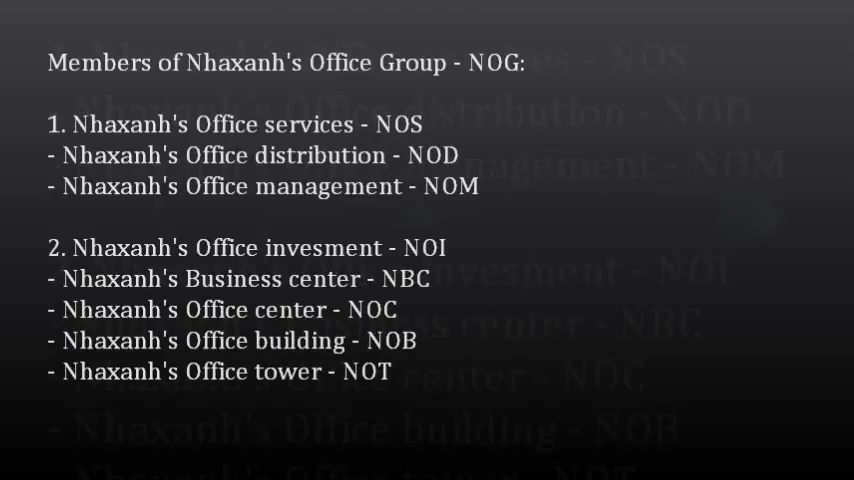 Members of Nhaxanh's Office Group - NOG:
1. Nhaxanh's Office services - NOS
- Nhaxanh's Office distribution - NOD
- Nhaxanh's Office management - NOM
2. Nhaxanh's Office invesment - NOI
- Nhaxanh's Business center - NBC
- Nhaxanh's Office center - NOC
- Nhaxanh's Office building - NOB
- Nhaxanh's Office tower - NOT